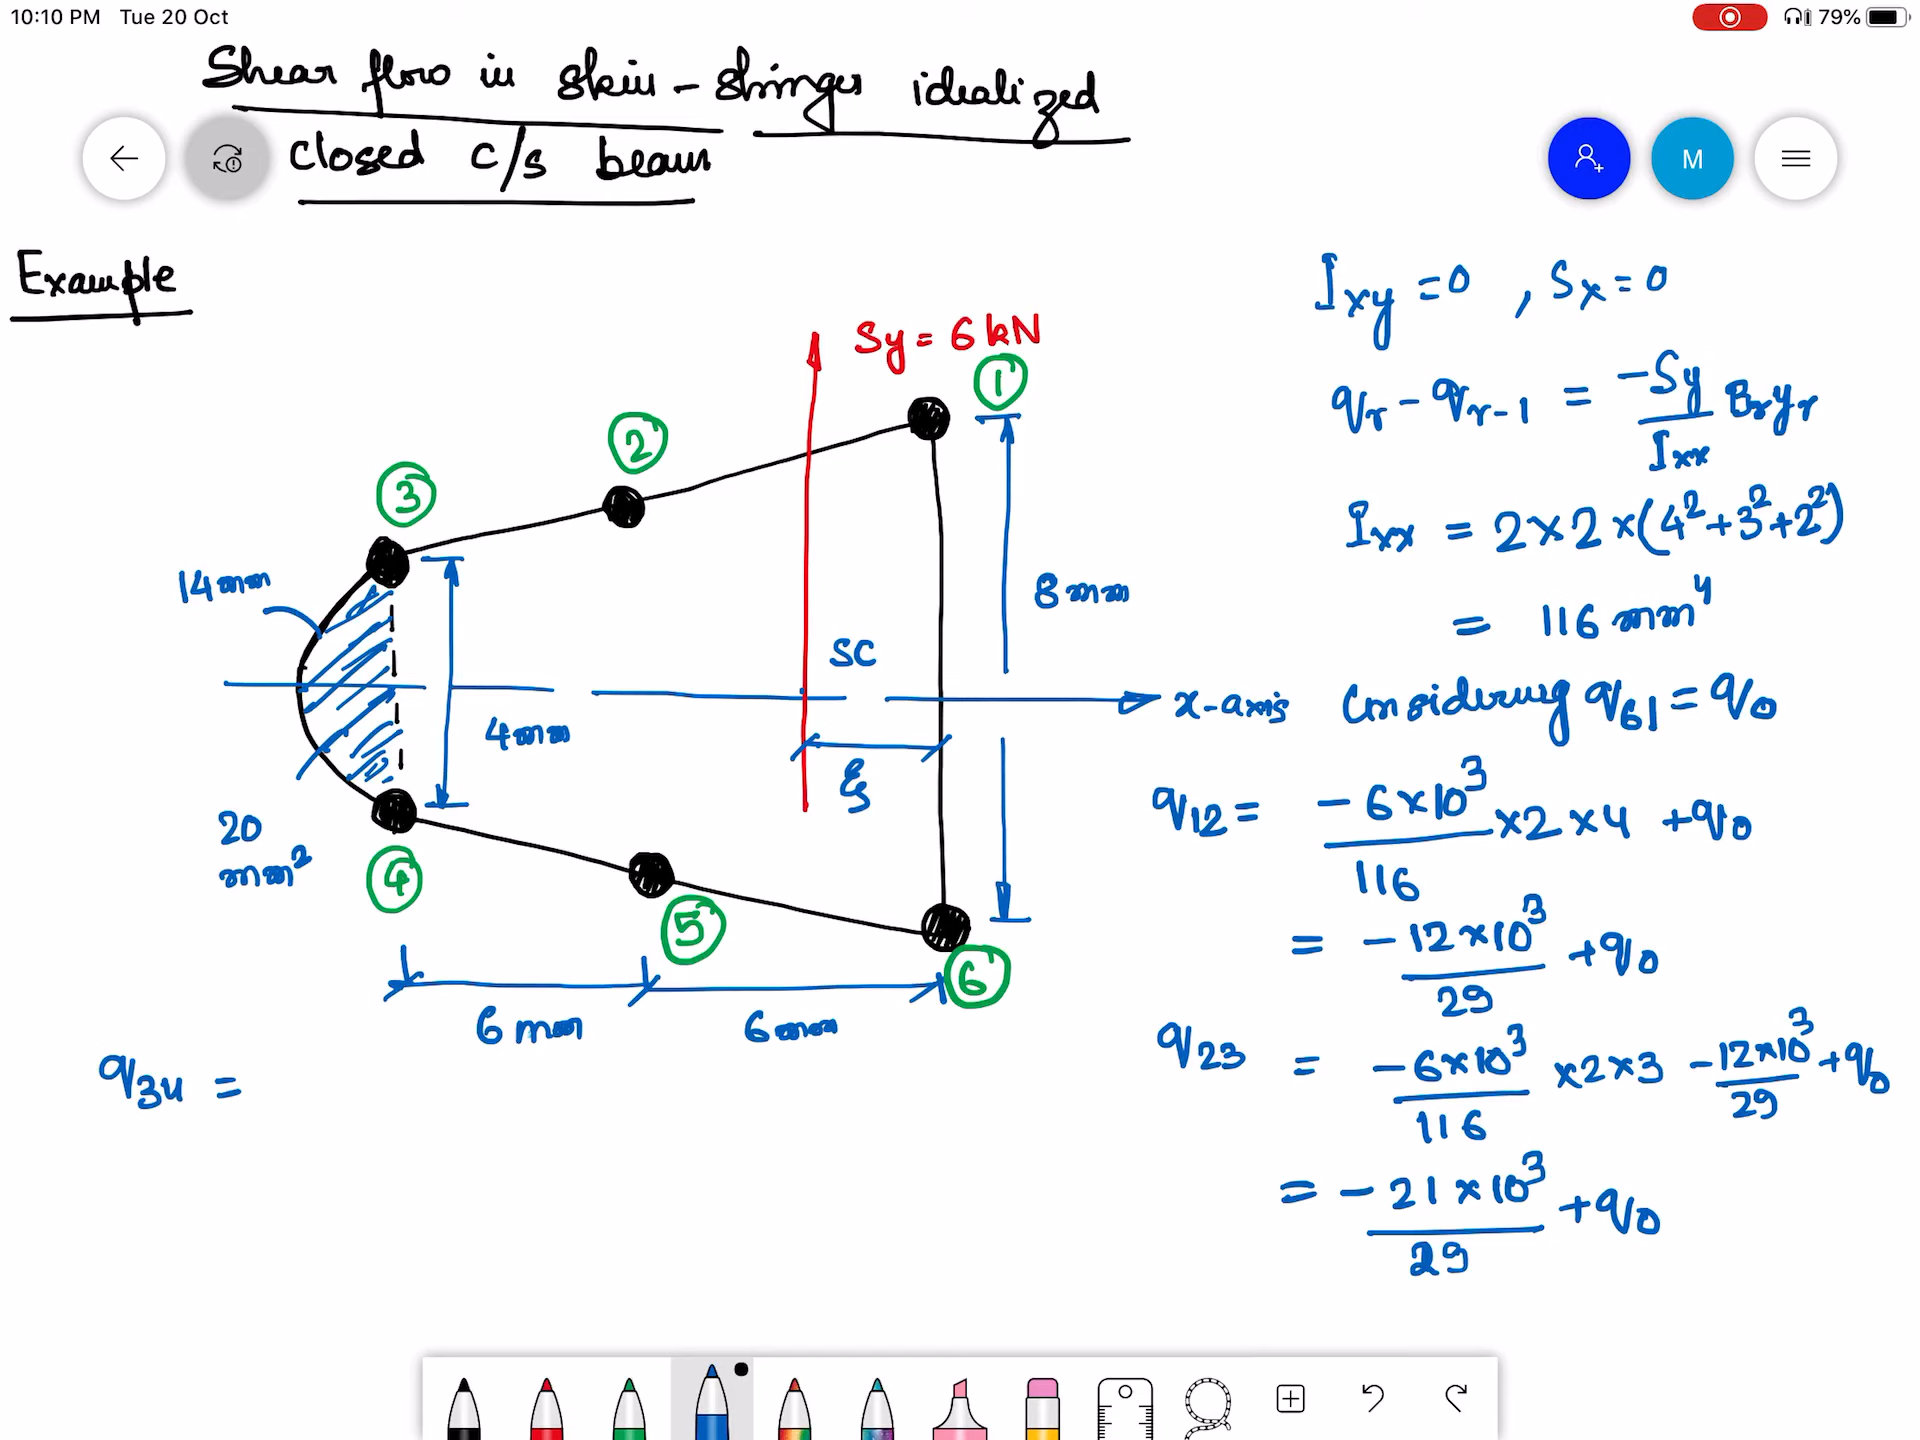 10:10 PM Tue 20 Oct
79%
Shear flow in skin-stringer idealized
closed c/s beam
M
Example
Sy = 6 kN
1
2
3
14mm
8 mm
SC
x-axis
4mm
ξs
20
mm²
4
5
6
6 mm
6 mm
q34 =
Ixy = 0 , Sx = 0
qr - qr-1 = -Sy/Ixx Br yr
Ixx = 2×2×(4²+3²+2²)
= 116 mm⁴
Considering q61 = q0
q12 = -6×10³/116 ×2×4 + q0
= -12×10³/29 + q0
q23 = -6×10³/116 ×2×3 -12×10³/29 + q0
= -21×10³/29 + q0